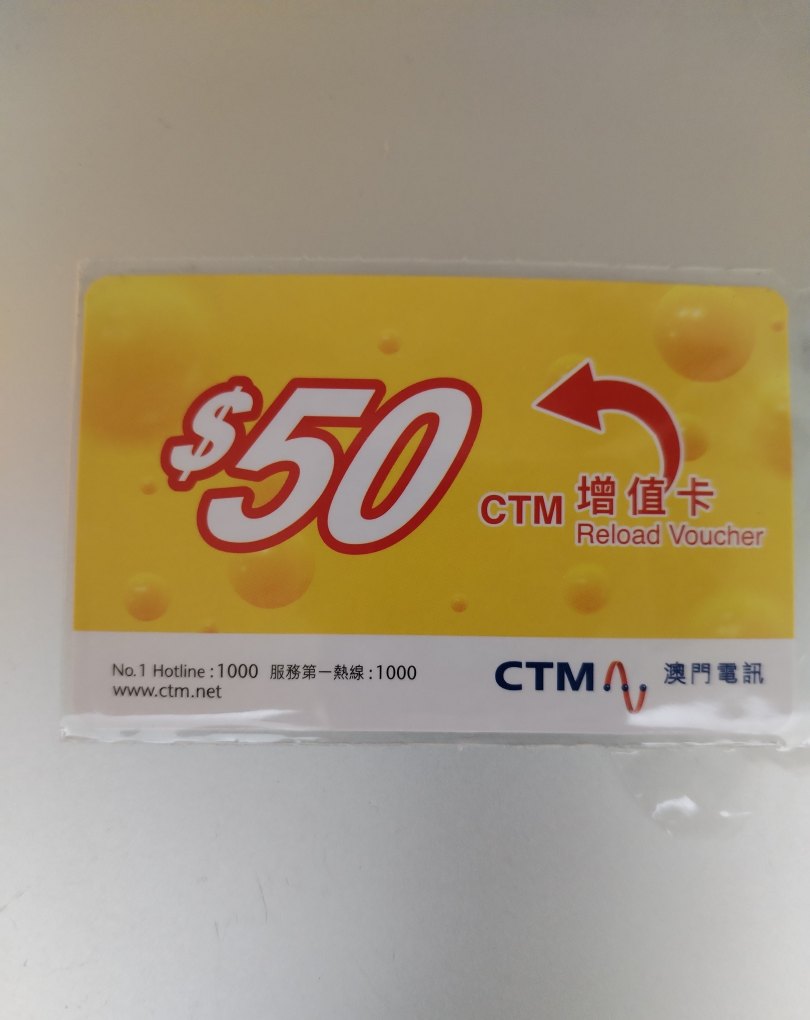 $50
CTM 增值卡
Reload Voucher
No.1 Hotline : 1000 服務第一熱線 : 1000
www.ctm.net
CTM 澳門電訊